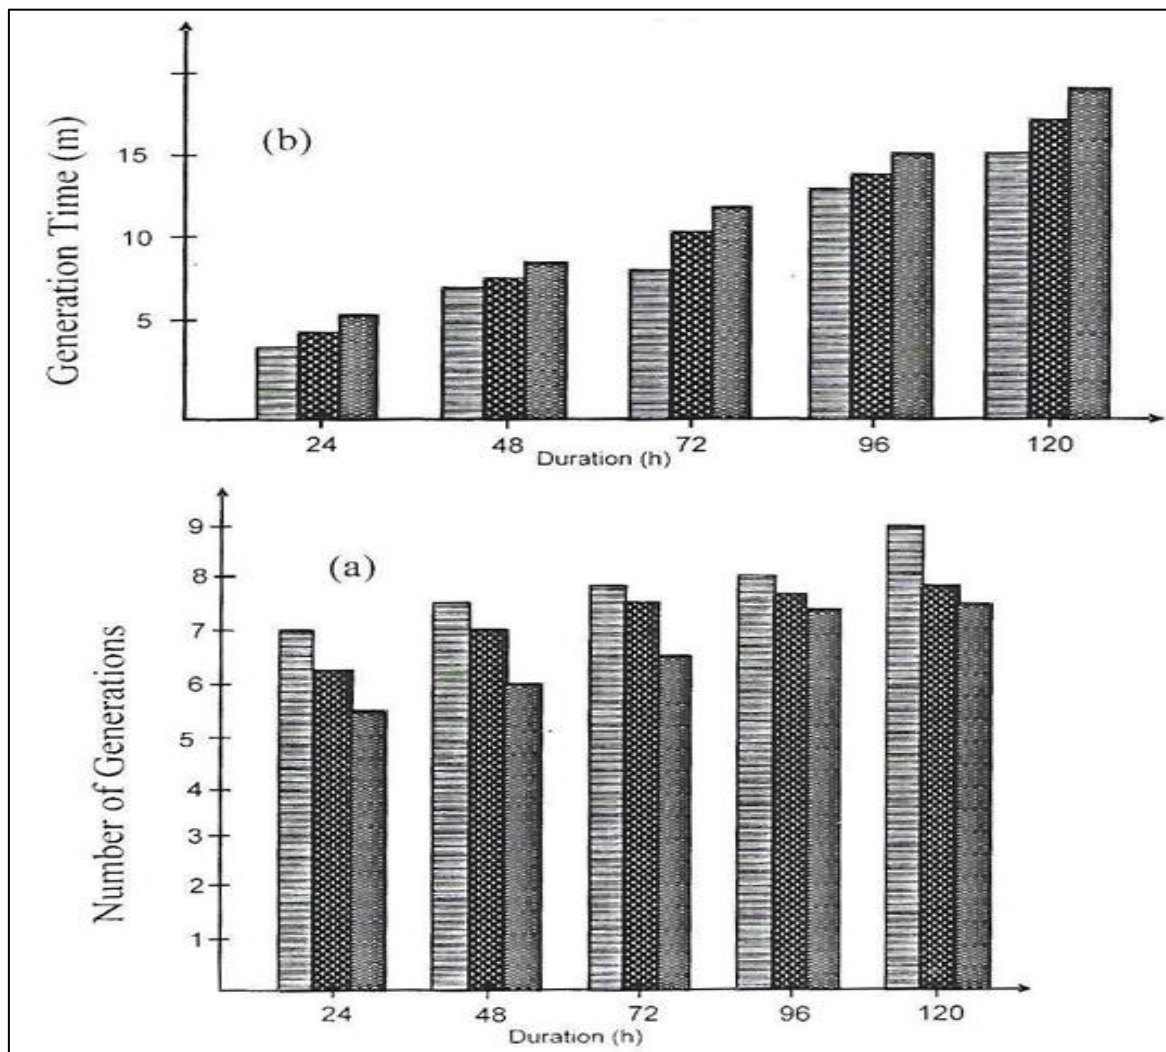 Generation Time (m)
(b)
15
10
5
24 48 72 96 120
Duration (h)
Number of Generations
(a)
9
8
7
6
5
4
3
2
1
24 48 72 96 120
Duration (h)